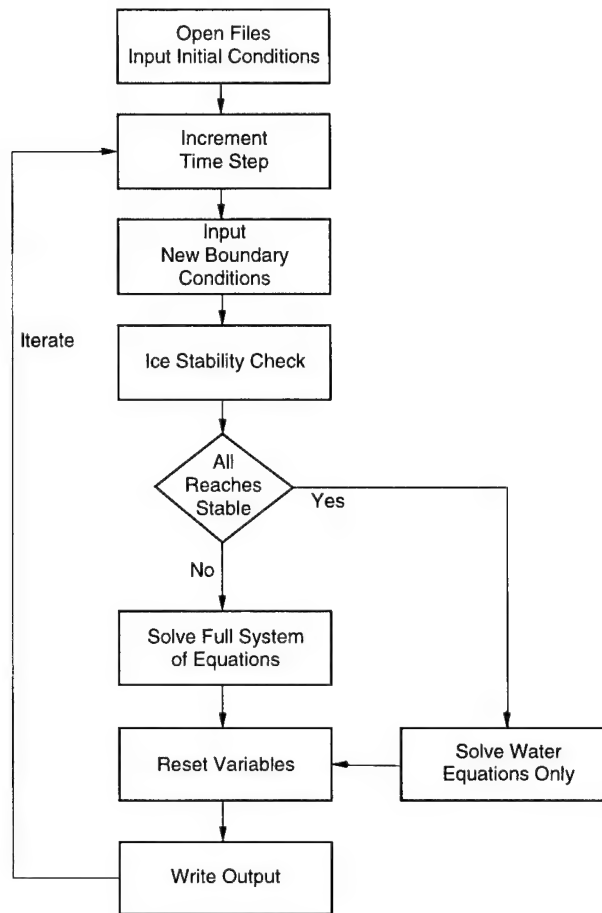 Open Files
Input Initial Conditions
Increment
Time Step
Input
New Boundary
Conditions
Iterate
Ice Stability Check
All
Reaches
Stable
Yes
No
Solve Full System
of Equations
Reset Variables
Solve Water
Equations Only
Write Output